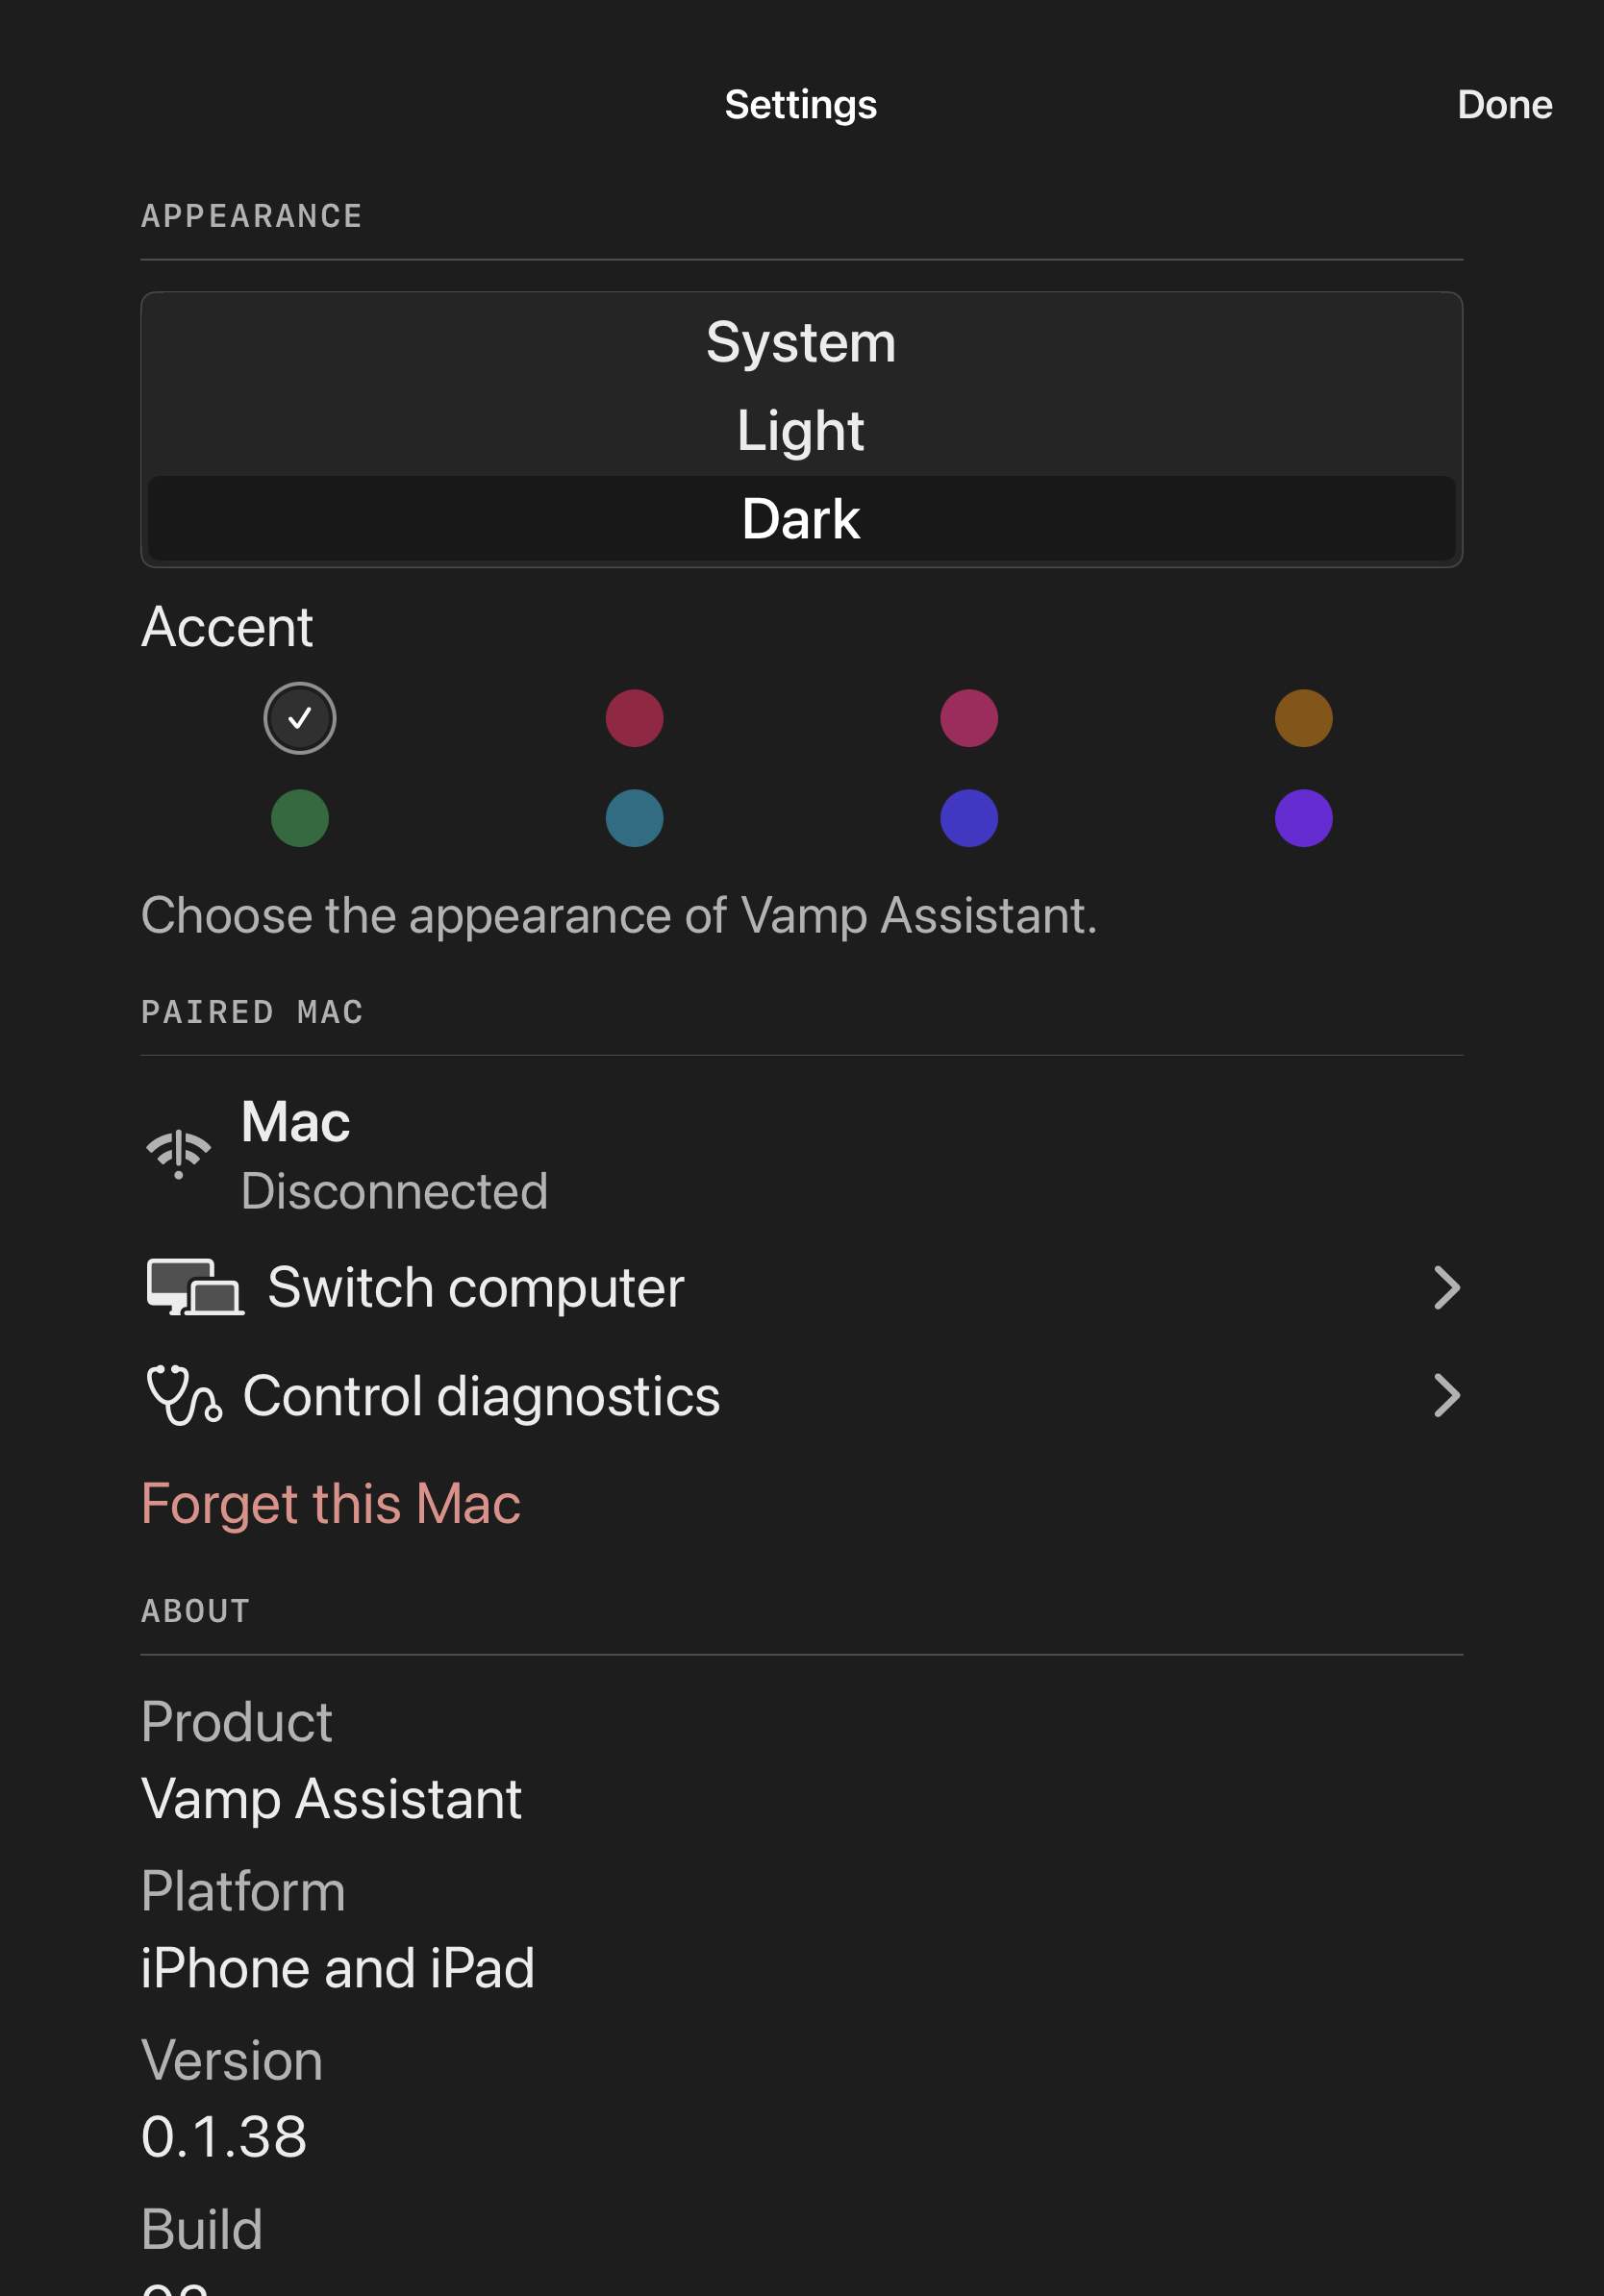 Settings
Done
APPEARANCE
System
Light
Dark
Accent
Choose the appearance of Vamp Assistant.
PAIRED MAC
Mac
Disconnected
Switch computer
Control diagnostics
Forget this Mac
ABOUT
Product
Vamp Assistant
Platform
iPhone and iPad
Version
0.1.38
Build